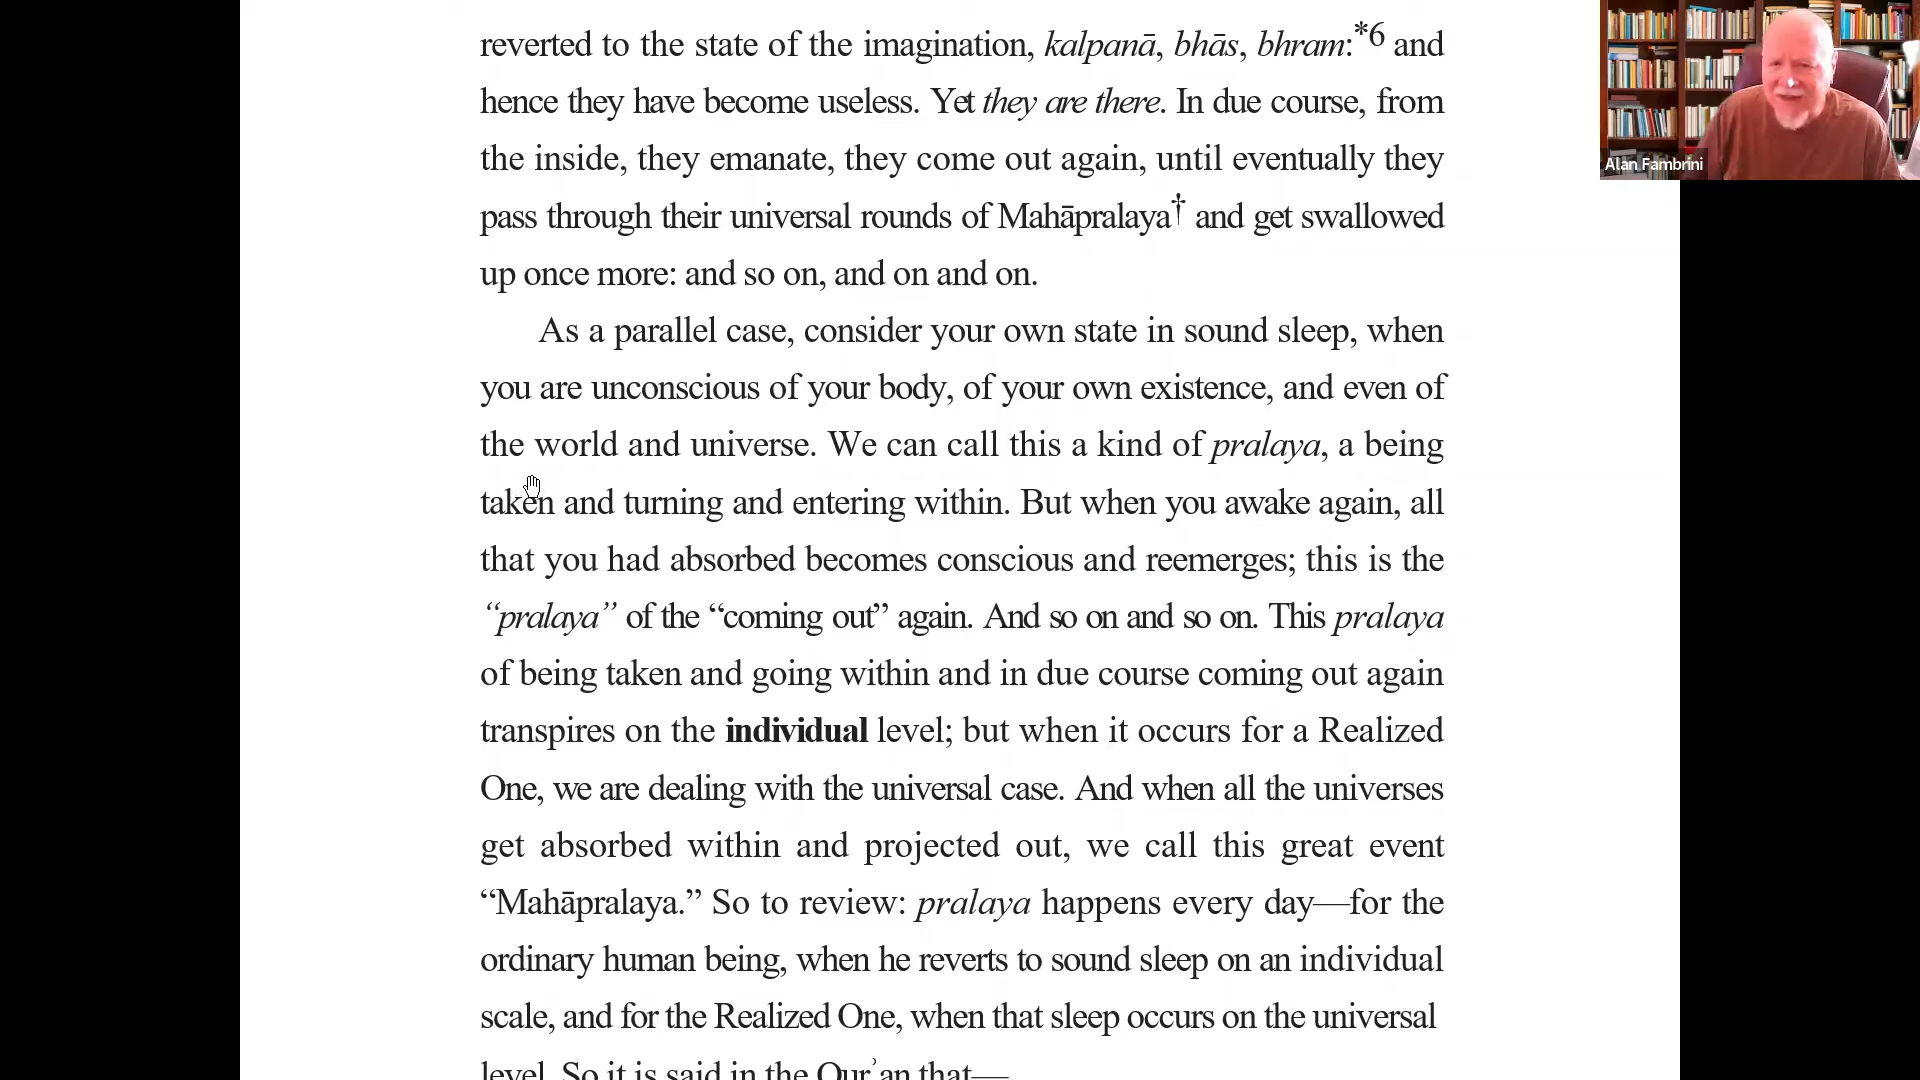 reverted to the state of the imagination, kalpanā, bhās, bhram:*6 and
hence they have become useless. Yet they are there. In due course, from
the inside, they emanate, they come out again, until eventually they
pass through their universal rounds of Mahāpralaya† and get swallowed
up once more: and so on, and on and on.
As a parallel case, consider your own state in sound sleep, when
you are unconscious of your body, of your own existence, and even of
the world and universe. We can call this a kind of pralaya, a being
taken and turning and entering within. But when you awake again, all
that you had absorbed becomes conscious and reemerges; this is the
“pralaya” of the “coming out” again. And so on and so on. This pralaya
of being taken and going within and in due course coming out again
transpires on the individual level; but when it occurs for a Realized
One, we are dealing with the universal case. And when all the universes
get absorbed within and projected out, we call this great event
“Mahāpralaya.” So to review: pralaya happens every day—for the
ordinary human being, when he reverts to sound sleep on an individual
scale, and for the Realized One, when that sleep occurs on the universal
level. So it is said in the Qurʾan that—
Alan Fambrini